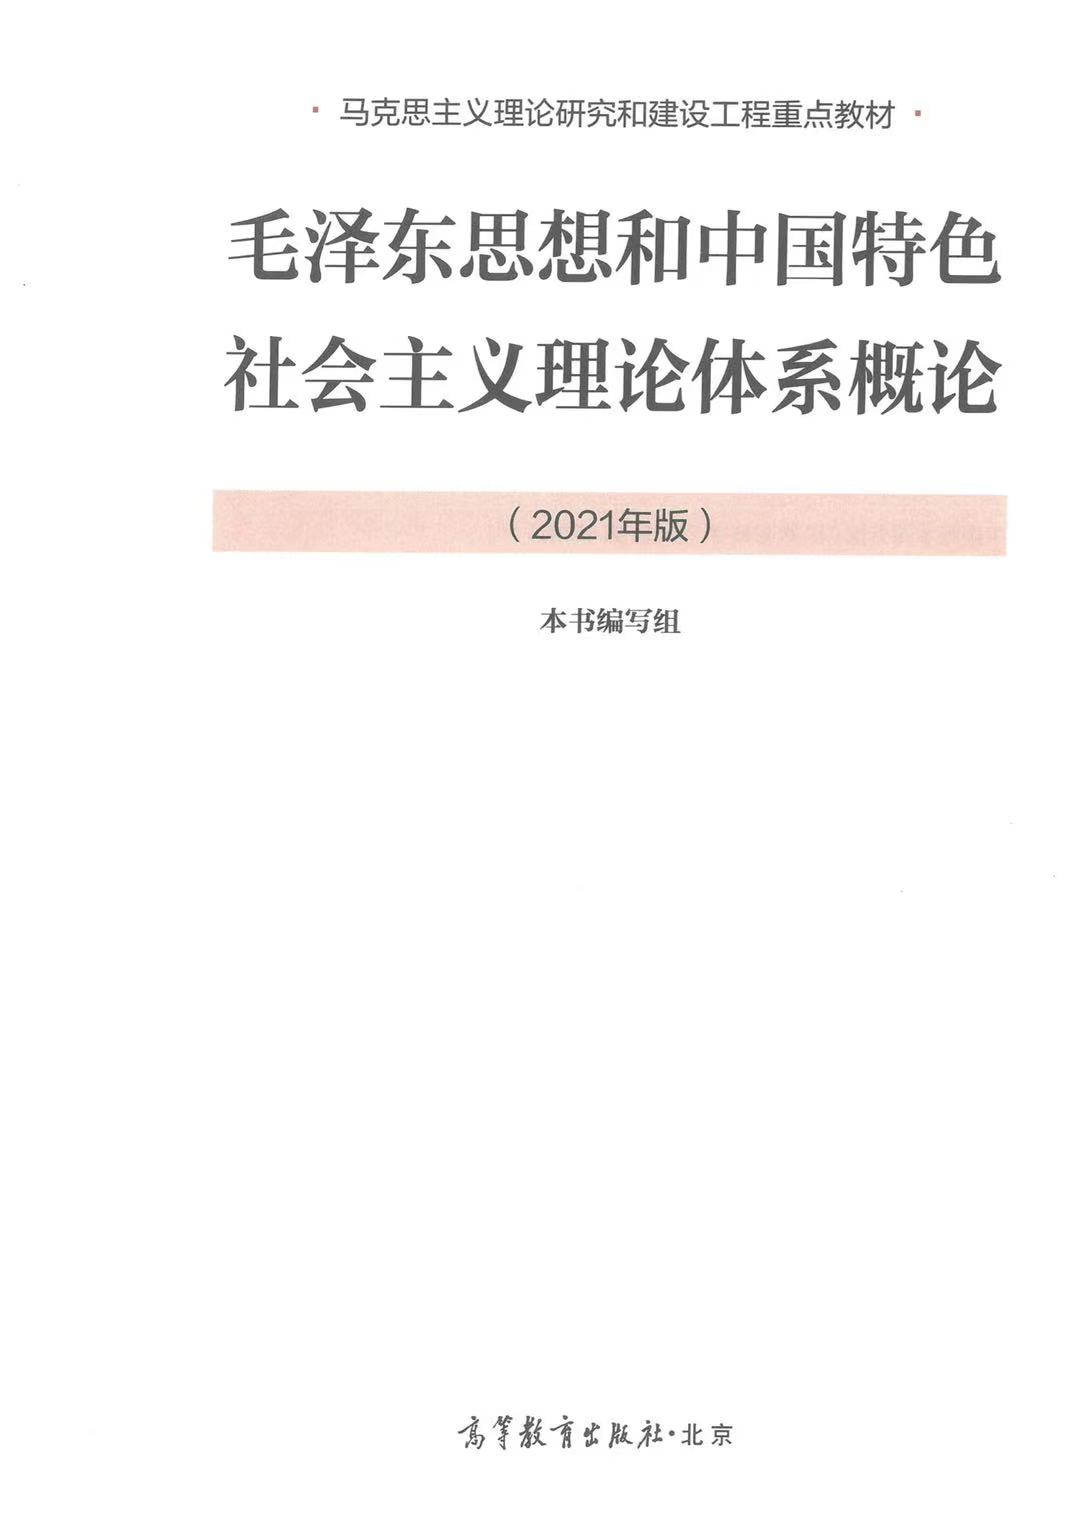 · 马克思主义理论研究和建设工程重点教材 ·
毛泽东思想和中国特色
社会主义理论体系概论
（2021年版）
本书编写组
高等教育出版社·北京